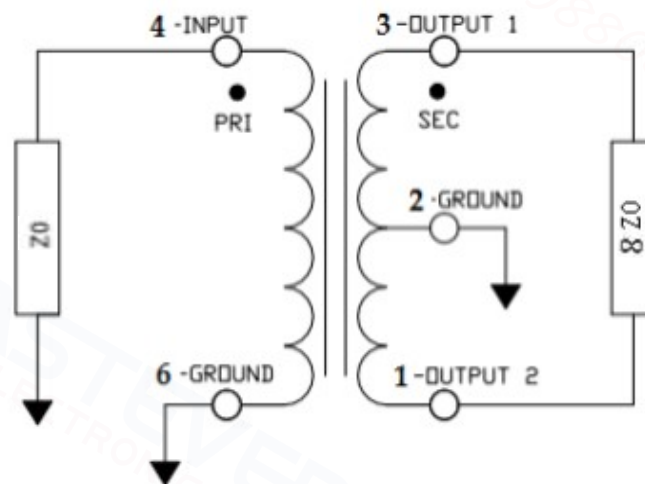 4 -INPUT
3 -OUTPUT 1
PRI
SEC
Z0
2 -GROUND
8 Z0
6 -GROUND
1 -OUTPUT 2